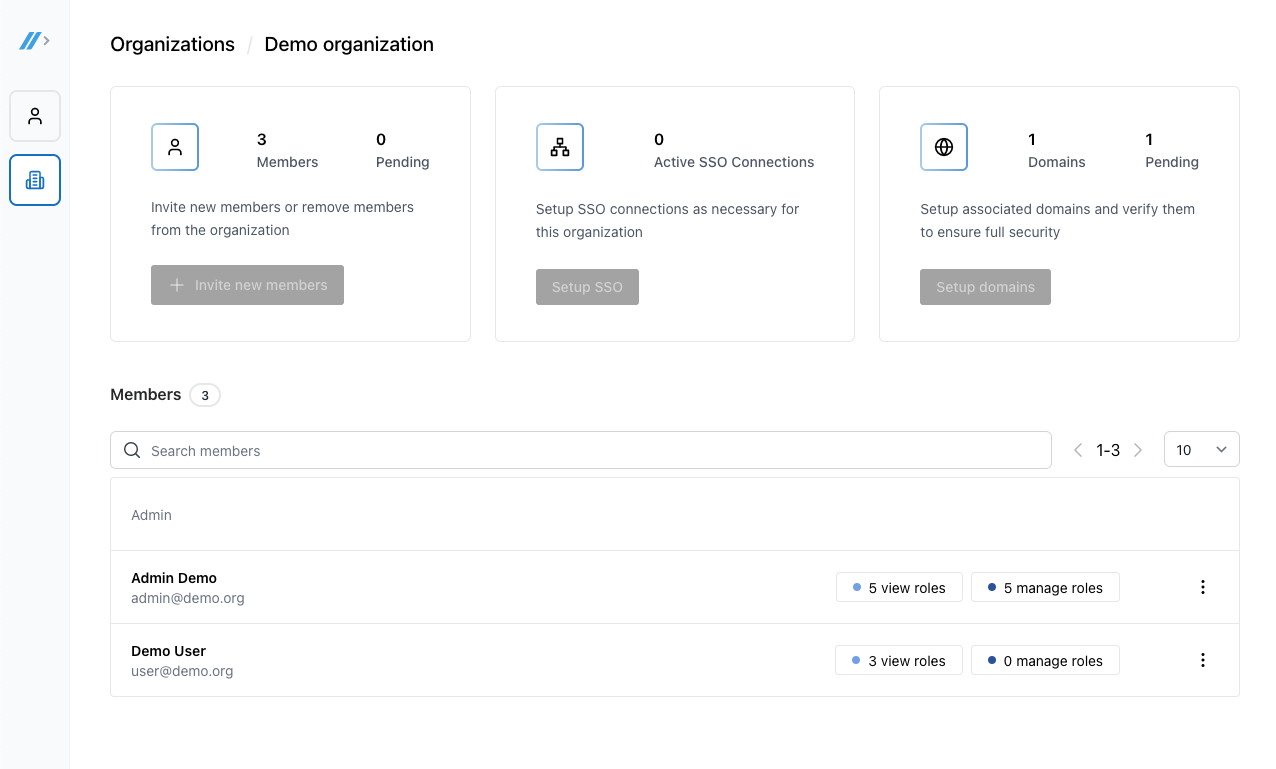 Organizations / Demo organization
3 0
Members Pending
Invite new members or remove members
from the organization
Invite new members
0
Active SSO Connections
Setup SSO connections as necessary for
this organization
Setup SSO
1 1
Domains Pending
Setup associated domains and verify them
to ensure full security
Setup domains
Members 3
Search members 1-3 10
Admin
Admin Demo
admin@demo.org
5 view roles 5 manage roles
Demo User
user@demo.org
3 view roles 0 manage roles